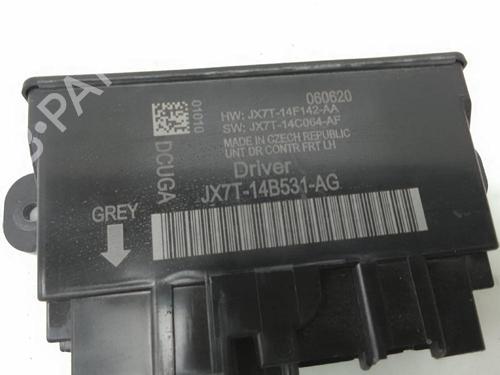 060620
HW: JX7T-14F142-AA
SW: JX7T-14C064-AF
MADE IN CZECH REPUBLIC
UNT DR CONTR FRT LH
01010
DCUGA
Driver
JX7T-14B531-AG
GREY